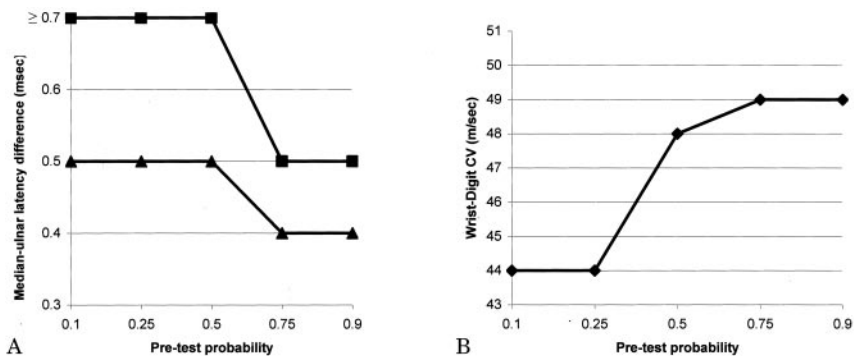 ≥ 0.7
0.6
0.5
0.4
0.3
Median-ulnar latency difference (msec)
0.1 0.25 0.5 0.75 0.9
Pre-test probability
A
51
50
49
48
47
46
45
44
43
Wrist-Digit CV (m/sec)
0.1 0.25 0.5 0.75 0.9
Pre-test probability
B